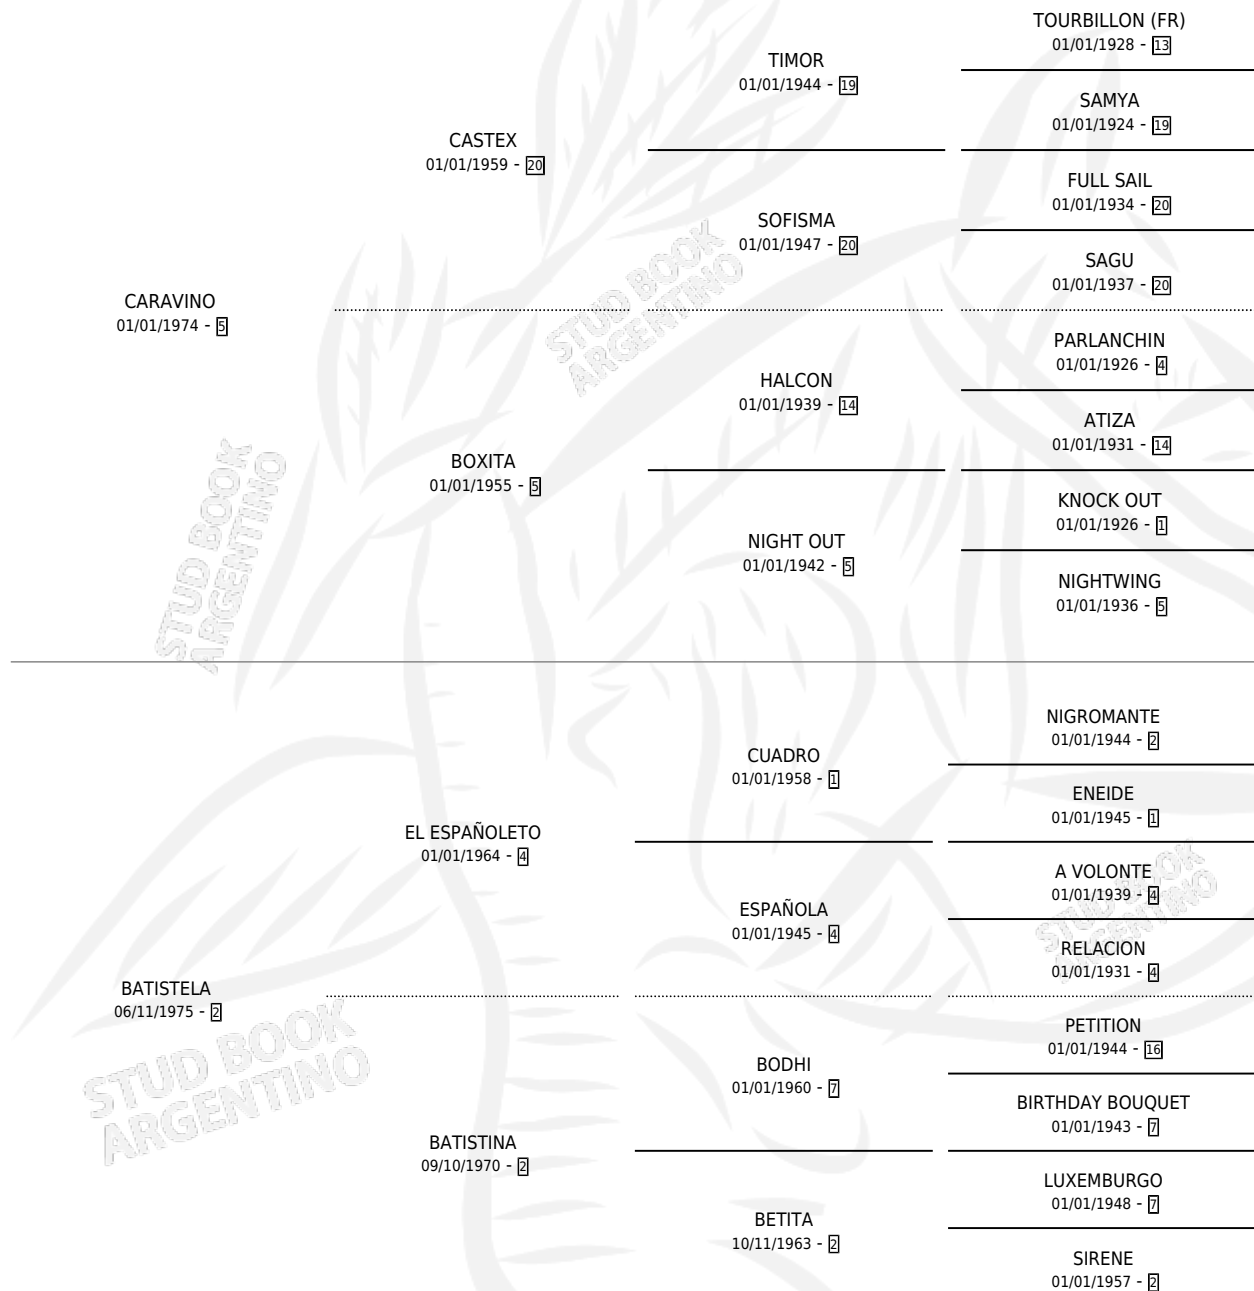 TOURBILLON (FR)
01/01/1928 - 13
TIMOR
01/01/1944 - 19
SAMYA
01/01/1924 - 19
CASTEX
01/01/1959 - 20
FULL SAIL
01/01/1934 - 20
SOFISMA
01/01/1947 - 20
SAGU
01/01/1937 - 20
CARAVINO
01/01/1974 - 5
PARLANCHIN
01/01/1926 - 4
HALCON
01/01/1939 - 14
ATIZA
01/01/1931 - 14
BOXITA
01/01/1955 - 5
KNOCK OUT
01/01/1926 - 1
NIGHT OUT
01/01/1942 - 5
NIGHTWING
01/01/1936 - 5
NIGROMANTE
01/01/1944 - 2
CUADRO
01/01/1958 - 1
ENEIDE
01/01/1945 - 1
EL ESPAÑOLETO
01/01/1964 - 4
A VOLONTE
01/01/1939 - 4
ESPAÑOLA
01/01/1945 - 4
RELACION
01/01/1931 - 4
BATISTELA
06/11/1975 - 2
PETITION
01/01/1944 - 16
BODHI
01/01/1960 - 7
BIRTHDAY BOUQUET
01/01/1943 - 7
BATISTINA
09/10/1970 - 2
LUXEMBURGO
01/01/1948 - 7
BETITA
10/11/1963 - 2
SIRENE
01/01/1957 - 2
STUD BOOK
ARGENTINO
STUD BOOK
ARGENTINO
STUD BOOK
ARGENTINO
STUD BOOK
ARGENTINO